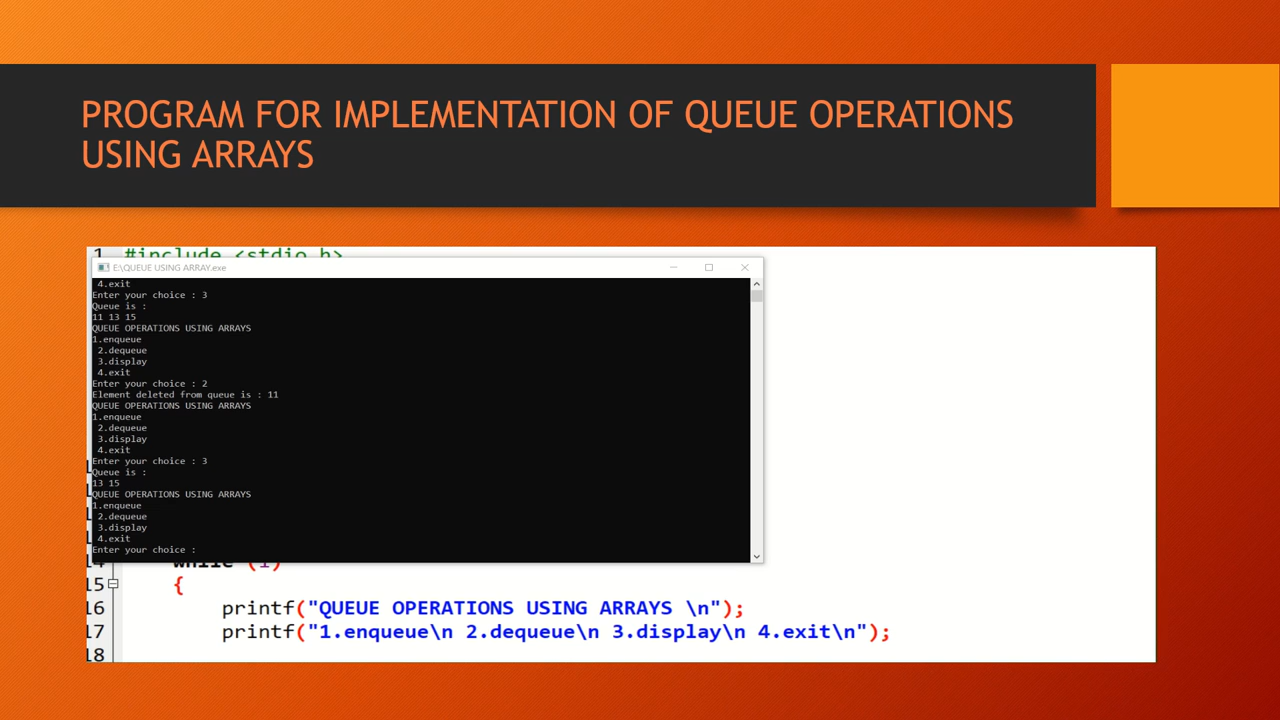 PROGRAM FOR IMPLEMENTATION OF QUEUE OPERATIONS
USING ARRAYS
1 #include <stdio.h>
E:\QUEUE USING ARRAY.exe
4.exit
Enter your choice : 3
Queue is :
11 13 15
QUEUE OPERATIONS USING ARRAYS
1.enqueue
2.dequeue
3.display
4.exit
Enter your choice : 2
Element deleted from queue is : 11
QUEUE OPERATIONS USING ARRAYS
1.enqueue
2.dequeue
3.display
4.exit
Enter your choice : 3
Queue is :
13 15
QUEUE OPERATIONS USING ARRAYS
1.enqueue
2.dequeue
3.display
4.exit
Enter your choice :
14 while (1)
15 {
16 printf("QUEUE OPERATIONS USING ARRAYS \n");
17 printf("1.enqueue\n 2.dequeue\n 3.display\n 4.exit\n");
18